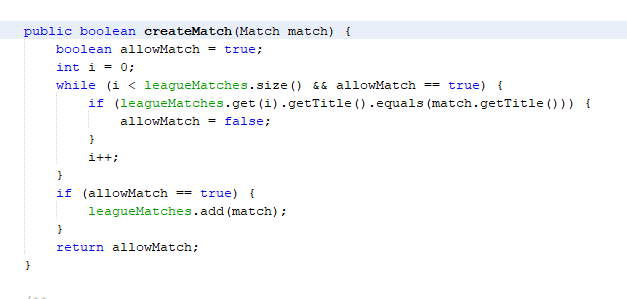 public boolean createMatch(Match match) {
    boolean allowMatch = true;
    int i = 0;
    while (i < leagueMatches.size() && allowMatch == true) {
        if (leagueMatches.get(i).getTitle().equals(match.getTitle())) {
            allowMatch = false;
        }
        i++;
    }
    if (allowMatch == true) {
        leagueMatches.add(match);
    }
    return allowMatch;
}